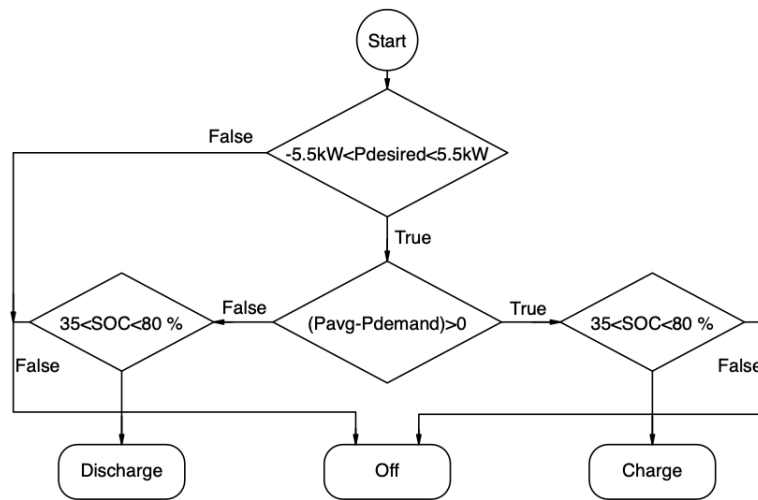 Start
False
-5.5kW<Pdesired<5.5kW
True
35<SOC<80 %
False
(Pavg-Pdemand)>0
True
35<SOC<80 %
False
False
Discharge
Off
Charge